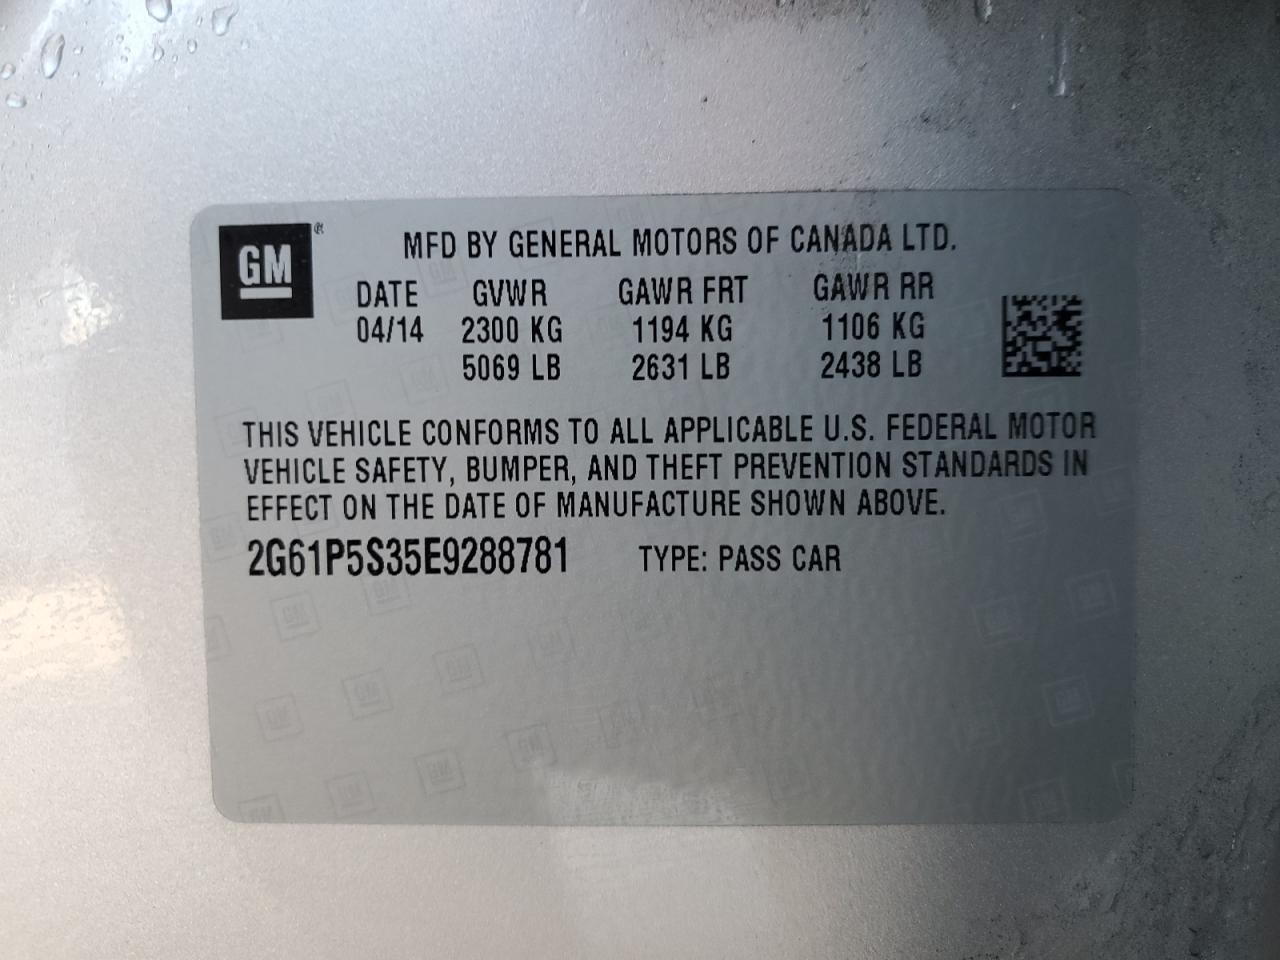 GM®
MFD BY GENERAL MOTORS OF CANADA LTD.
DATE GVWR GAWR FRT GAWR RR
04/14 2300 KG 1194 KG 1106 KG
5069 LB 2631 LB 2438 LB
THIS VEHICLE CONFORMS TO ALL APPLICABLE U.S. FEDERAL MOTOR
VEHICLE SAFETY, BUMPER, AND THEFT PREVENTION STANDARDS IN
EFFECT ON THE DATE OF MANUFACTURE SHOWN ABOVE.
2G61P5S35E9288781 TYPE: PASS CAR